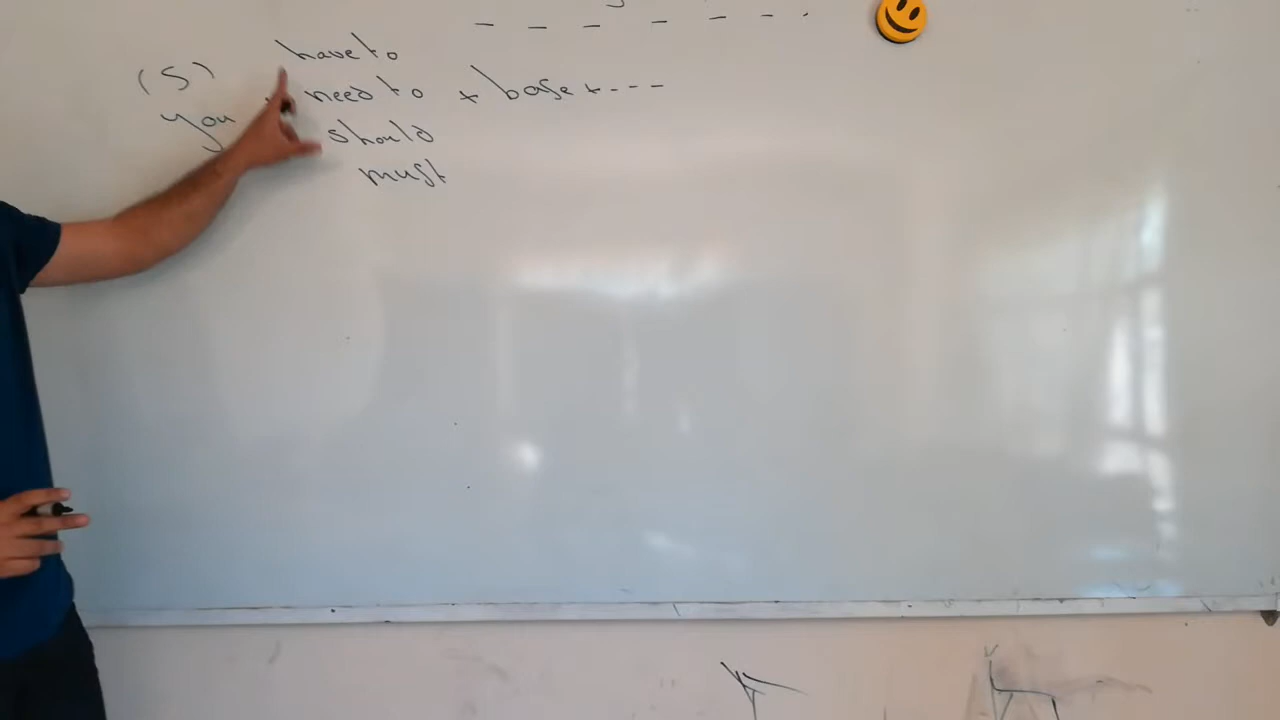 have to
(S)
need to + base + ---
you
should
must